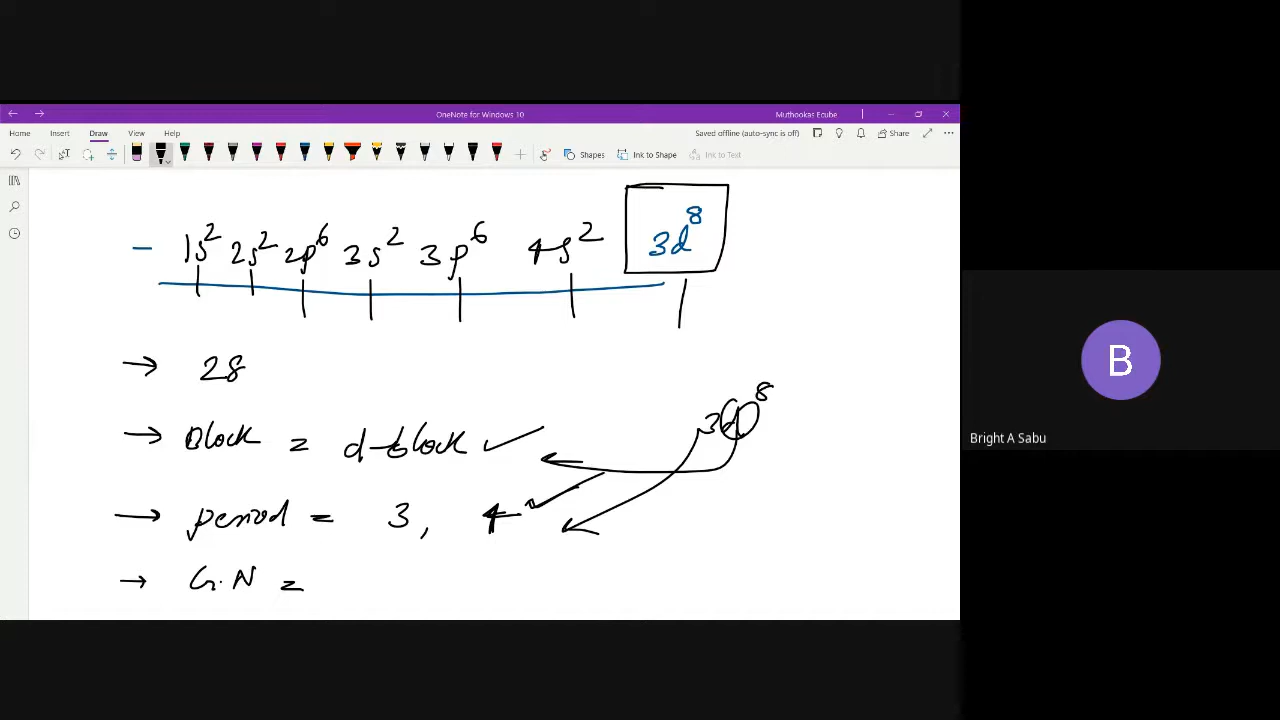 OneNote for Windows 10
Muthookas Ecube
Home Insert Draw View Help
Saved offline (auto-sync is off) Share
Shapes Ink to Shape Ink to Text
- 1s² 2s² 2p⁶ 3s² 3p⁶ 4s² 3d⁸
→ 28
3d⁸
→ Block = d-block ✓
→ period = 3, 4 ✓
→ G.N =
B
Bright A Sabu